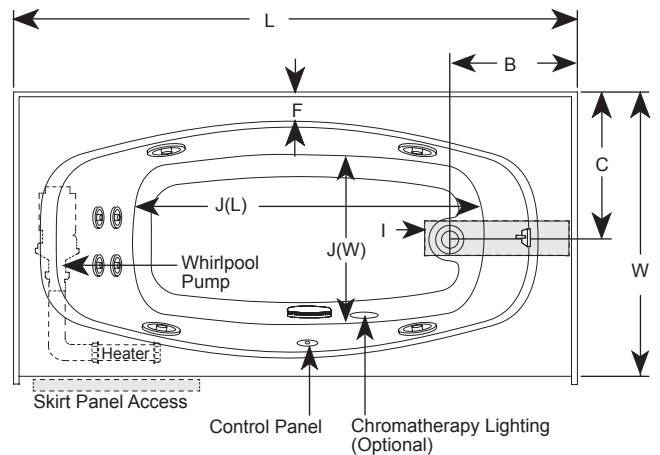 L
B
F
C
J(L)
I
J(W)
W
Whirlpool
Pump
Heater
Skirt Panel Access
Control Panel
Chromatherapy Lighting
(Optional)